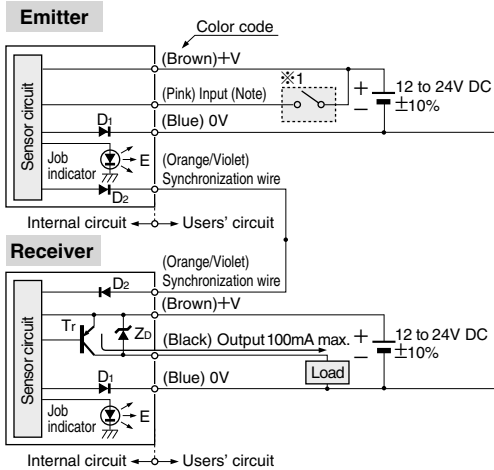 Emitter
Color code
(Brown)+V
※1
(Pink) Input (Note)
+
−
12 to 24V DC
±10%
(Blue) 0V
Sensor circuit
D1
Job
indicator
E
(Orange/Violet)
Synchronization wire
D2
Internal circuit
Users' circuit
Receiver
(Orange/Violet)
Synchronization wire
D2
(Brown)+V
Sensor circuit
Tr
ZD
(Black) Output 100mA max.
+
−
12 to 24V DC
±10%
Load
D1
(Blue) 0V
Job
indicator
E
Internal circuit
Users' circuit